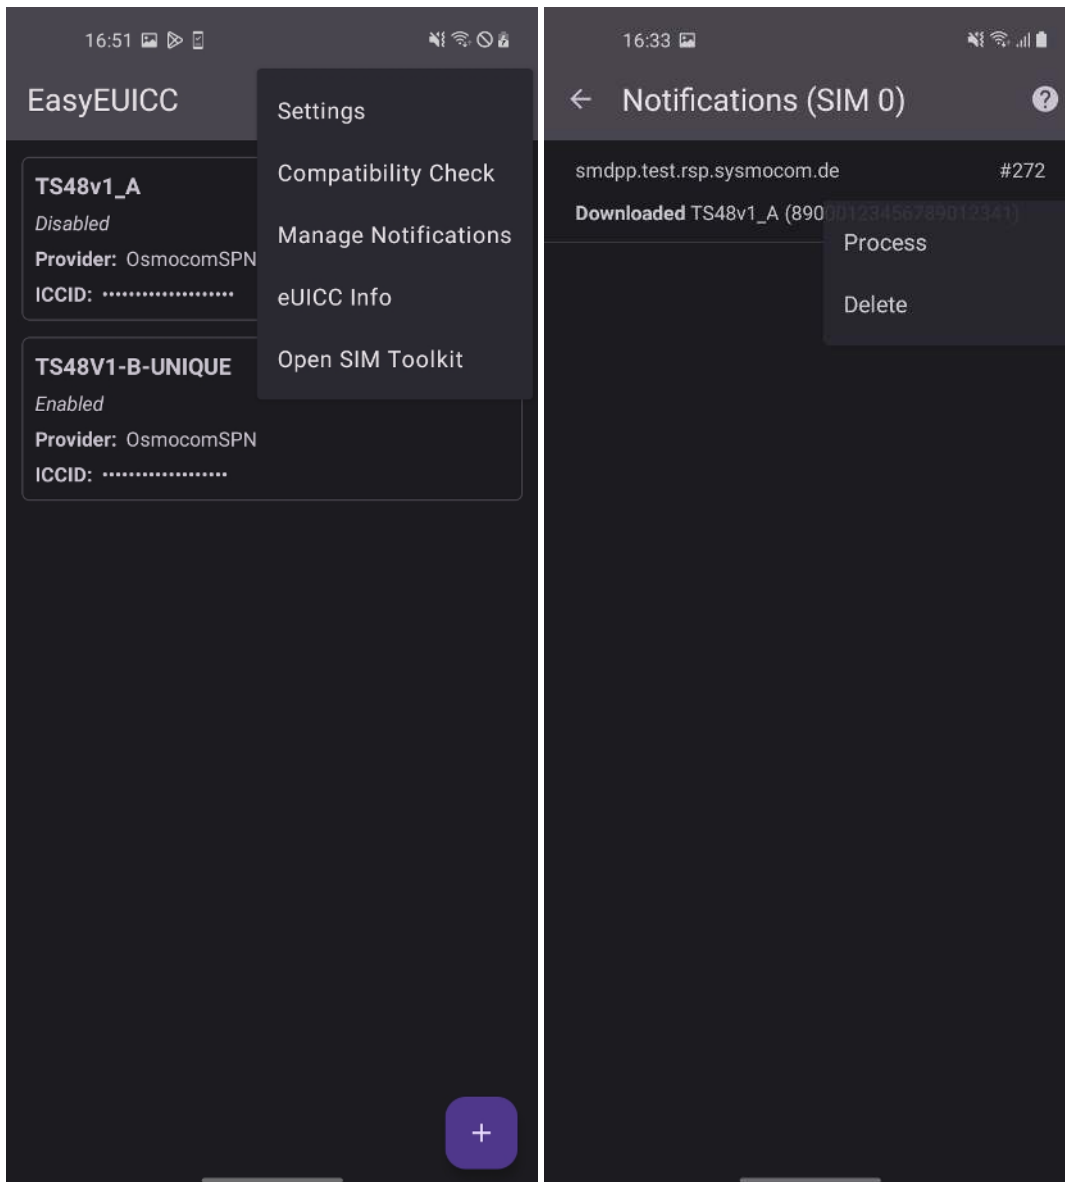 16:51
EasyEUICC
Settings
Compatibility Check
Manage Notifications
eUICC Info
Open SIM Toolkit
TS48v1_A
Disabled
Provider: OsmocomSPN
ICCID: ••••••••••••••••••••
TS48V1-B-UNIQUE
Enabled
Provider: OsmocomSPN
ICCID: •••••••••••••••••••
+
16:33
Notifications (SIM 0)
?
smdpp.test.rsp.sysmocom.de #272
Downloaded TS48v1_A (89000123456789012341)
Process
Delete